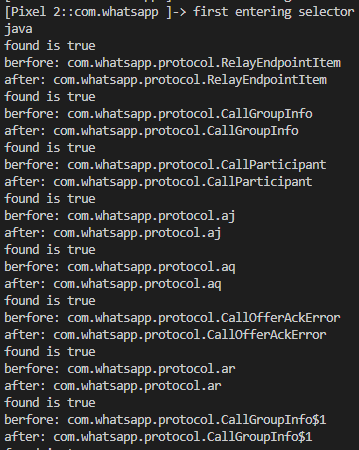 [Pixel 2::com.whatsapp ]-> first entering selector
java
found is true
berfore: com.whatsapp.protocol.RelayEndpointItem
after: com.whatsapp.protocol.RelayEndpointItem
found is true
berfore: com.whatsapp.protocol.CallGroupInfo
after: com.whatsapp.protocol.CallGroupInfo
found is true
berfore: com.whatsapp.protocol.CallParticipant
after: com.whatsapp.protocol.CallParticipant
found is true
berfore: com.whatsapp.protocol.aj
after: com.whatsapp.protocol.aj
found is true
berfore: com.whatsapp.protocol.aq
after: com.whatsapp.protocol.aq
found is true
berfore: com.whatsapp.protocol.CallOfferAckError
after: com.whatsapp.protocol.CallOfferAckError
found is true
berfore: com.whatsapp.protocol.ar
after: com.whatsapp.protocol.ar
found is true
berfore: com.whatsapp.protocol.CallGroupInfo$1
after: com.whatsapp.protocol.CallGroupInfo$1